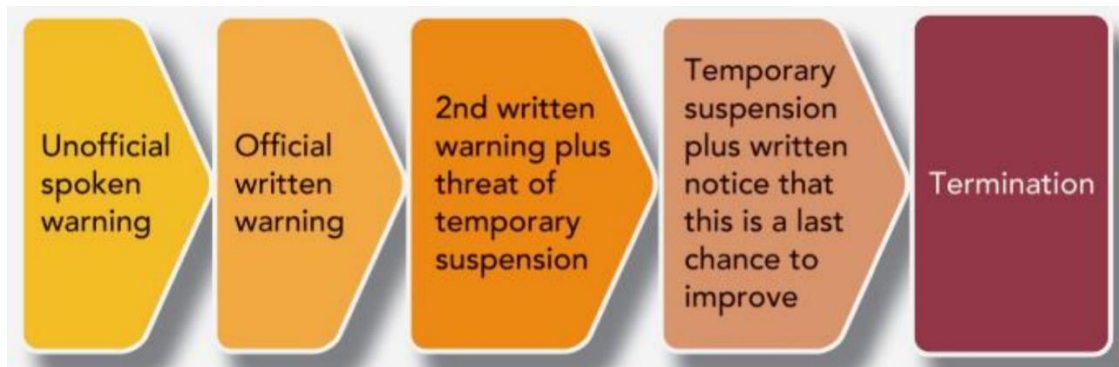 Unofficial
spoken
warning
Official
written
warning
2nd written
warning plus
threat of
temporary
suspension
Temporary
suspension
plus written
notice that
this is a last
chance to
improve
Termination